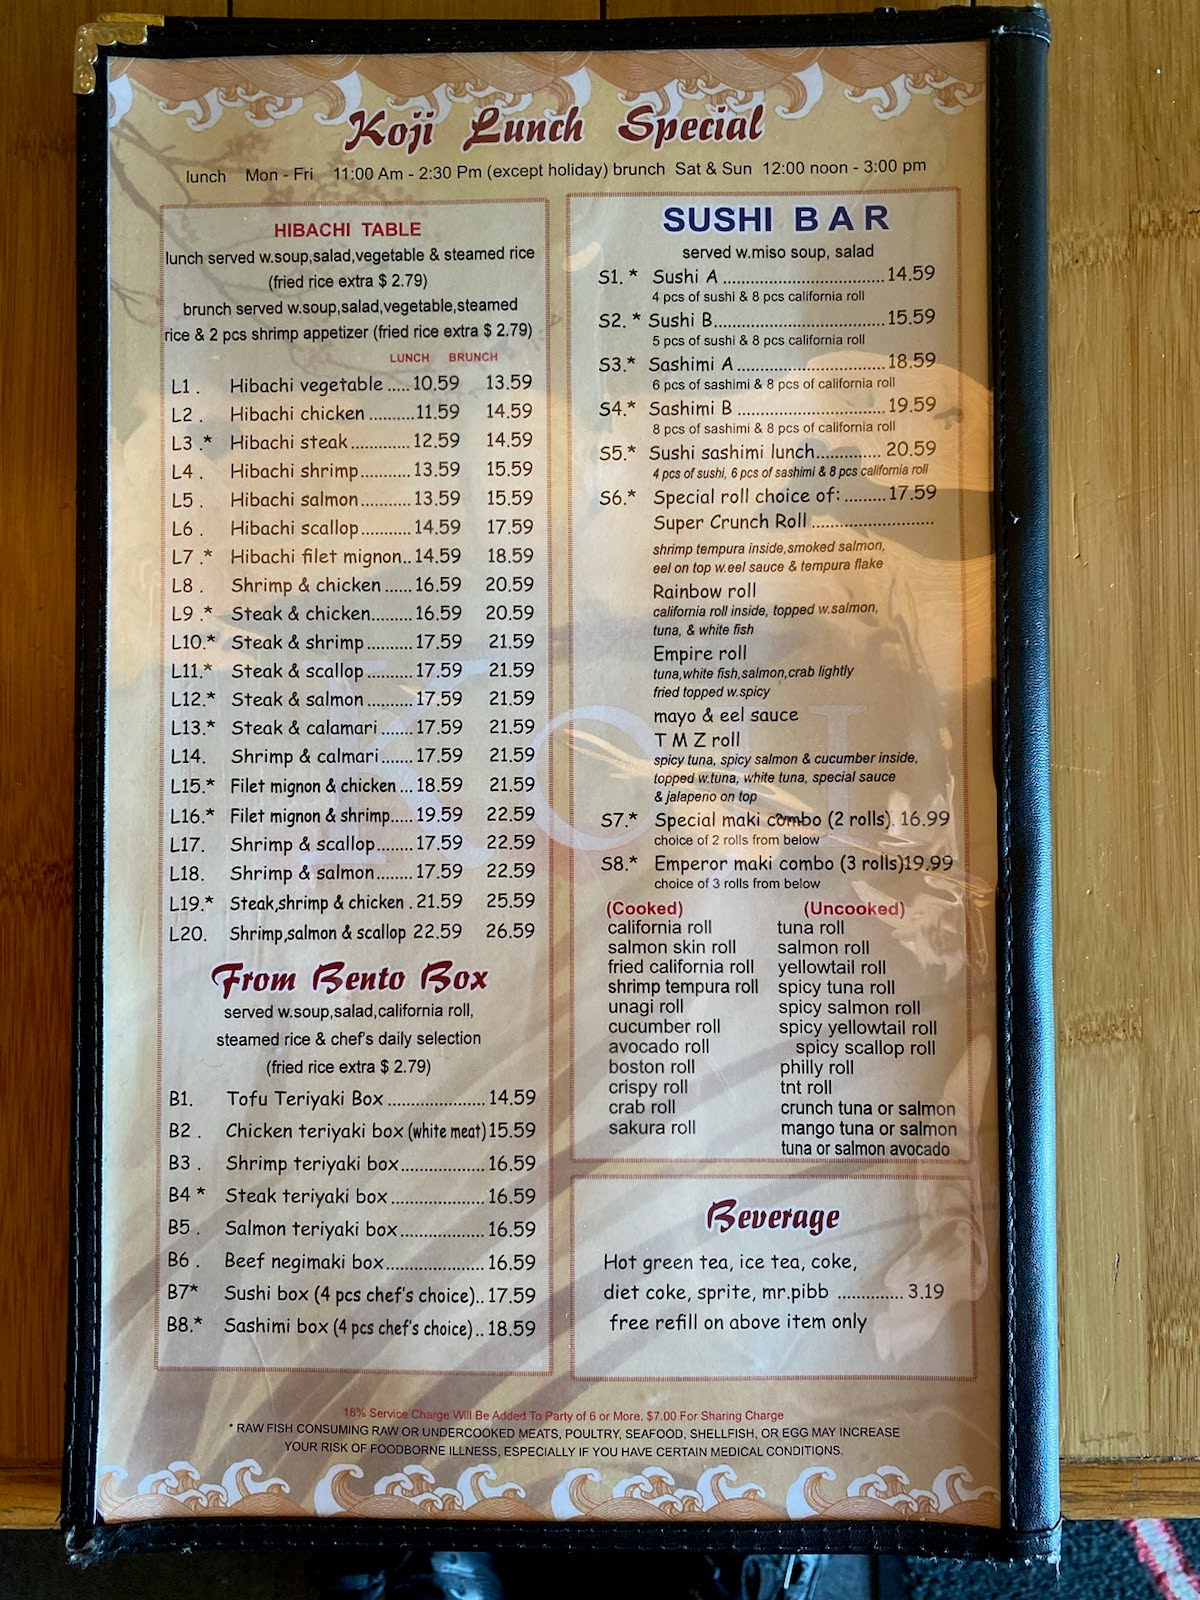 Koji Lunch Special
lunch Mon - Fri 11:00 Am - 2:30 Pm (except holiday) brunch Sat & Sun 12:00 noon - 3:00 pm
HIBACHI TABLE
lunch served w.soup,salad,vegetable & steamed rice
(fried rice extra $ 2.79)
brunch served w.soup,salad,vegetable,steamed
rice & 2 pcs shrimp appetizer (fried rice extra $ 2.79)
LUNCH BRUNCH
L1 . Hibachi vegetable ..... 10.59 13.59
L2 . Hibachi chicken ..........11.59 14.59
L3 .* Hibachi steak............ 12.59 14.59
L4 . Hibachi shrimp.......... 13.59 15.59
L5 . Hibachi salmon.......... 13.59 15.59
L6 . Hibachi scallop.......... 14.59 17.59
L7 .* Hibachi filet mignon.. 14.59 18.59
L8 . Shrimp & chicken ...... 16.59 20.59
L9 .* Steak & chicken......... 16.59 20.59
L10.* Steak & shrimp.......... 17.59 21.59
L11.* Steak & scallop .......... 17.59 21.59
L12.* Steak & salmon .......... 17.59 21.59
L13.* Steak & calamari ....... 17.59 21.59
L14. Shrimp & calmari....... 17.59 21.59
L15.* Filet mignon & chicken ... 18.59 21.59
L16.* Filet mignon & shrimp..... 19.59 22.59
L17. Shrimp & scallop........ 17.59 22.59
L18. Shrimp & salmon........ 17.59 22.59
L19.* Steak,shrimp & chicken . 21.59 25.59
L20. Shrimp,salmon & scallop 22.59 26.59
From Bento Box
served w.soup,salad,california roll,
steamed rice & chef's daily selection
(fried rice extra $ 2.79)
B1. Tofu Teriyaki Box ...................... 14.59
B2 . Chicken teriyaki box (white meat) 15.59
B3 . Shrimp teriyaki box................... 16.59
B4 * Steak teriyaki box ..................... 16.59
B5 . Salmon teriyaki box................... 16.59
B6 . Beef negimaki box...................... 16.59
B7* Sushi box (4 pcs chef's choice).. 17.59
B8.* Sashimi box (4 pcs chef's choice) .. 18.59
SUSHI BAR
served w.miso soup, salad
S1. * Sushi A ................................. 14.59
4 pcs of sushi & 8 pcs california roll
S2. * Sushi B................................... 15.59
5 pcs of sushi & 8 pcs california roll
S3.* Sashimi A .............................. 18.59
6 pcs of sashimi & 8 pcs of california roll
S4.* Sashimi B .............................. 19.59
8 pcs of sashimi & 8 pcs of california roll
S5.* Sushi sashimi lunch.............. 20.59
4 pcs of sushi, 6 pcs of sashimi & 8 pcs california roll
S6.* Special roll choice of: ......... 17.59
Super Crunch Roll ..........................
shrimp tempura inside,smoked salmon,
eel on top w.eel sauce & tempura flake
Rainbow roll
california roll inside, topped w.salmon,
tuna, & white fish
Empire roll
tuna,white fish,salmon,crab lightly
fried topped w.spicy
mayo & eel sauce
T M Z roll
spicy tuna, spicy salmon & cucumber inside,
topped w.tuna, white tuna, special sauce
& jalapeno on top
S7.* Special maki combo (2 rolls). 16.99
choice of 2 rolls from below
S8.* Emperor maki combo (3 rolls)19.99
choice of 3 rolls from below
(Cooked) (Uncooked)
california roll tuna roll
salmon skin roll salmon roll
fried california roll yellowtail roll
shrimp tempura roll spicy tuna roll
unagi roll spicy salmon roll
cucumber roll spicy yellowtail roll
avocado roll spicy scallop roll
boston roll philly roll
crispy roll tnt roll
crab roll crunch tuna or salmon
sakura roll mango tuna or salmon
tuna or salmon avocado
Beverage
Hot green tea, ice tea, coke,
diet coke, sprite, mr.pibb .............. 3.19
free refill on above item only
18% Service Charge Will Be Added To Party of 6 or More. $7.00 For Sharing Charge
* RAW FISH CONSUMING RAW OR UNDERCOOKED MEATS, POULTRY, SEAFOOD, SHELLFISH, OR EGG MAY INCREASE
YOUR RISK OF FOODBORNE ILLNESS, ESPECIALLY IF YOU HAVE CERTAIN MEDICAL CONDITIONS.